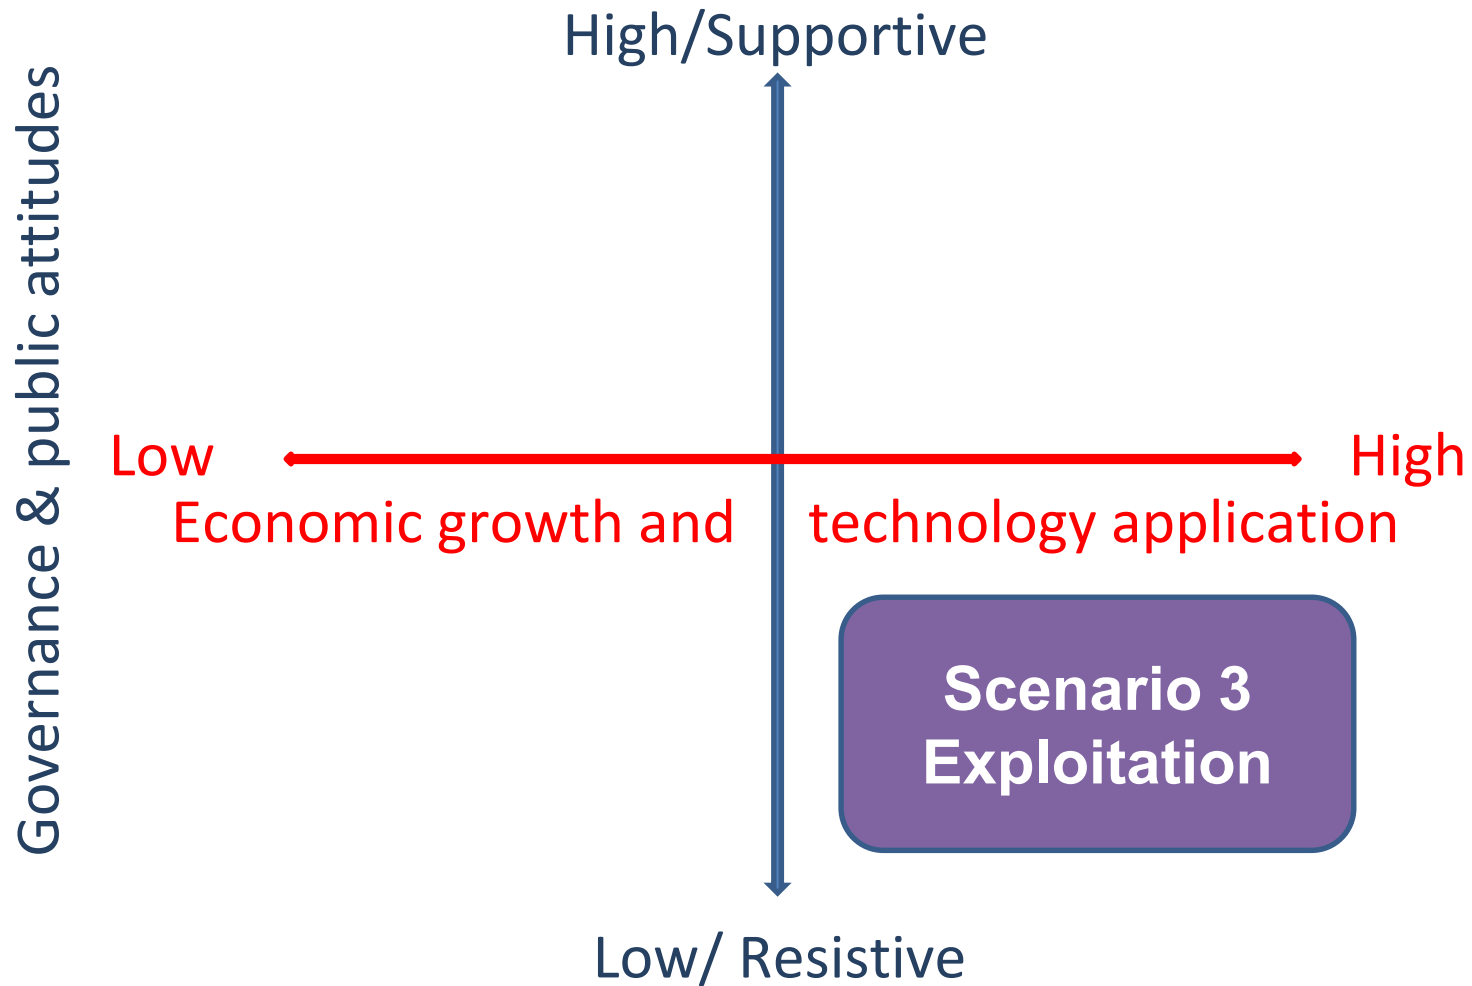 High/Supportive
Governance & public attitudes
Low
High
Economic growth and technology application
Scenario 3
Exploitation
Low/ Resistive